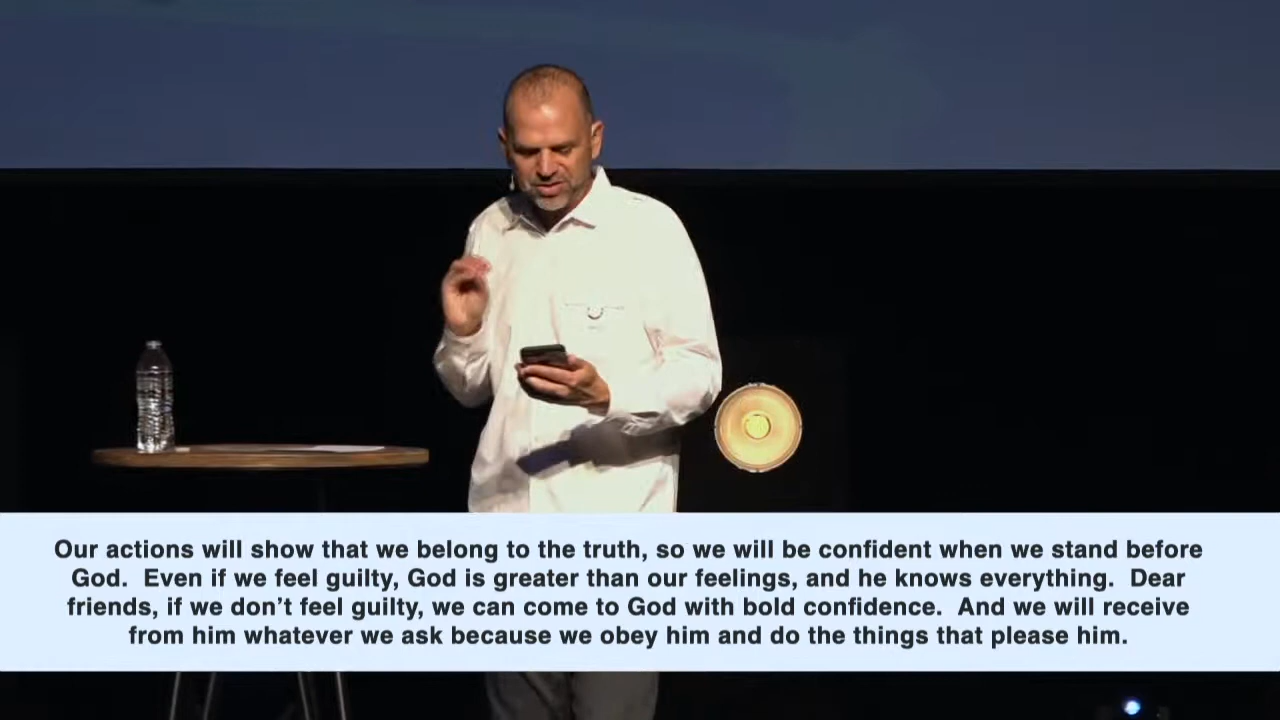 Our actions will show that we belong to the truth, so we will be confident when we stand before
God.  Even if we feel guilty, God is greater than our feelings, and he knows everything.  Dear
friends, if we don’t feel guilty, we can come to God with bold confidence.  And we will receive
from him whatever we ask because we obey him and do the things that please him.